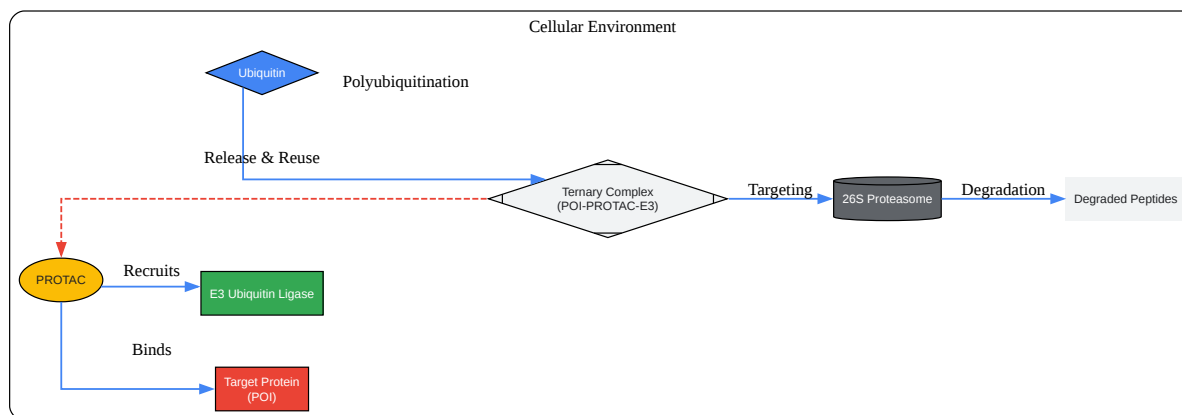 Cellular Environment
Ubiquitin
Polyubiquitination
Release & Reuse
Ternary Complex
(POI-PROTAC-E3)
Targeting
26S Proteasome
Degradation
Degraded Peptides
PROTAC
Recruits
E3 Ubiquitin Ligase
Binds
Target Protein
(POI)